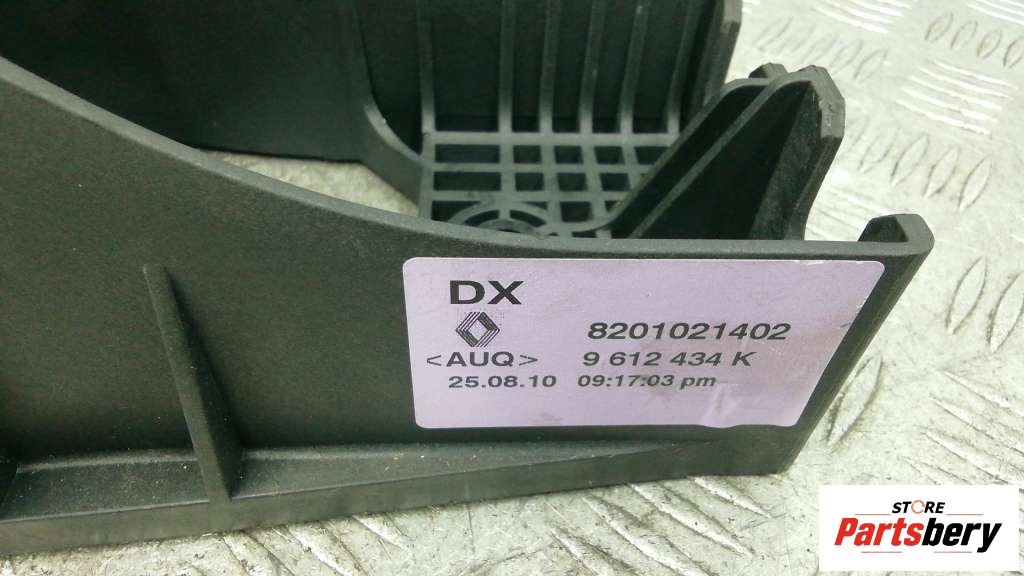 DX
8201021402
<AUQ> 9 612 434 K
25.08.10 09:17:03 pm
STORE
Partsbery